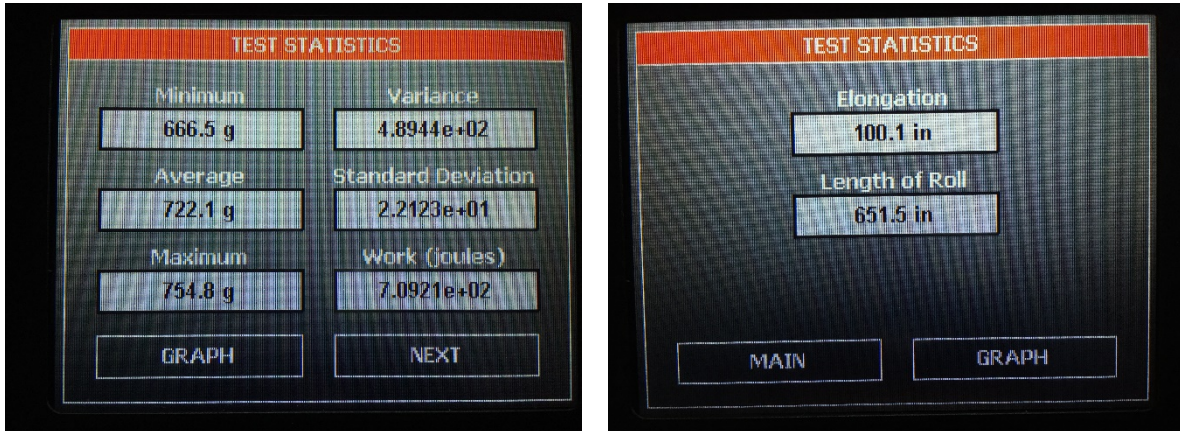 TEST STATISTICS
Minimum
666.5 g
Variance
4.8944e+02
Average
722.1 g
Standard Deviation
2.2123e+01
Maximum
754.8 g
Work (joules)
7.0921e+02
GRAPH
NEXT
TEST STATISTICS
Elongation
100.1 in
Length of Roll
651.5 in
MAIN
GRAPH